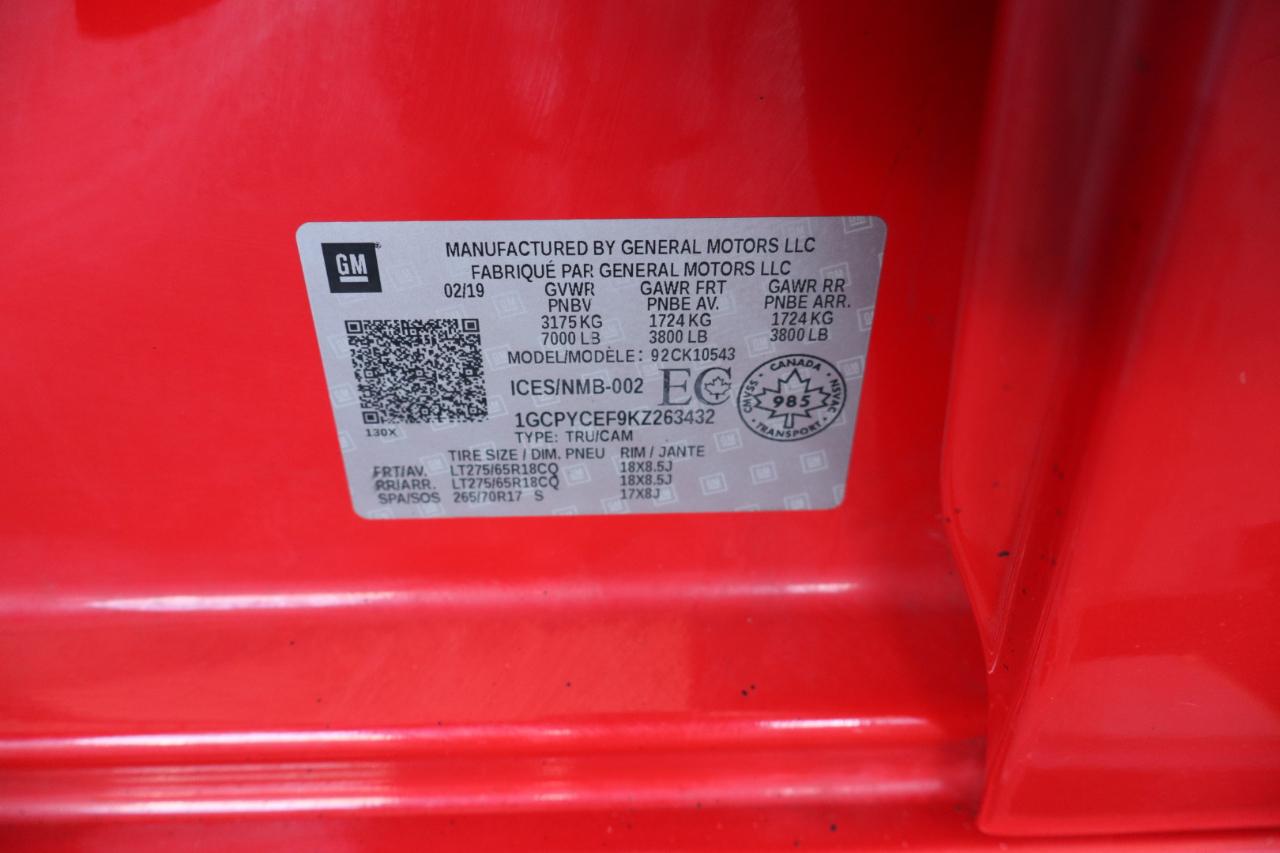 GM
MANUFACTURED BY GENERAL MOTORS LLC
FABRIQUÉ PAR GENERAL MOTORS LLC
02/19 GVWR GAWR FRT GAWR RR
PNBV PNBE AV. PNBE ARR.
3175 KG 1724 KG 1724 KG
7000 LB 3800 LB 3800 LB
MODEL/MODÈLE: 92CK10543
ICES/NMB-002 EC
CANADA
CMVSS 985 NSVAC
TRANSPORT
130X
1GCPYCEF9KZ263432
TYPE: TRU/CAM
TIRE SIZE / DIM. PNEU RIM / JANTE
FRT/AV. LT275/65R18CQ 18X8.5J
RR/ARR. LT275/65R18CQ 18X8.5J
SPA/SOS 265/70R17 S 17X8J